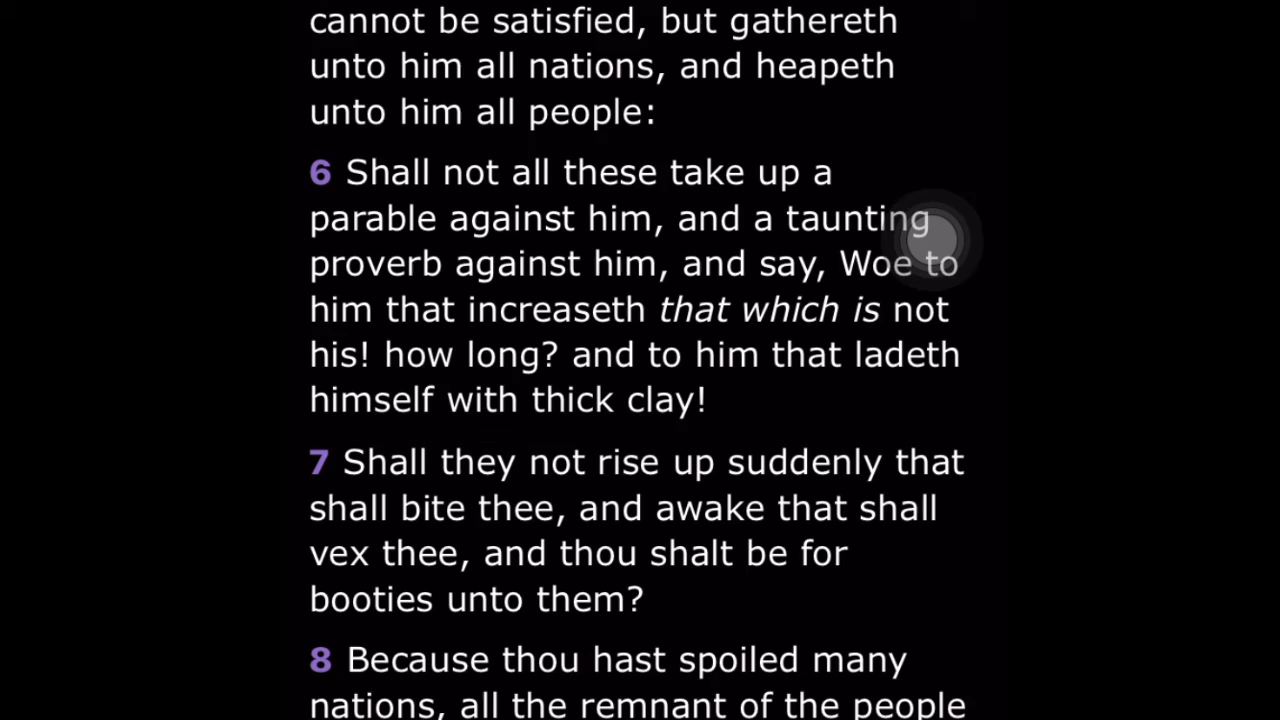 cannot be satisfied, but gathereth
unto him all nations, and heapeth
unto him all people:
6 Shall not all these take up a
parable against him, and a taunting
proverb against him, and say, Woe to
him that increaseth that which is not
his! how long? and to him that ladeth
himself with thick clay!
7 Shall they not rise up suddenly that
shall bite thee, and awake that shall
vex thee, and thou shalt be for
booties unto them?
8 Because thou hast spoiled many
nations, all the remnant of the people